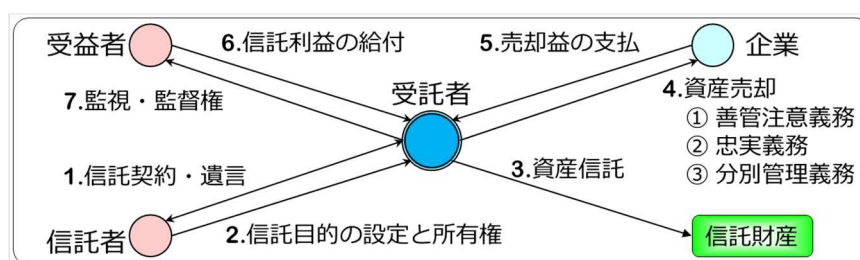 受益者
6.信託利益の給付
5.売却益の支払
企業
7.監視・監督権
受託者
4.資産売却
① 善管注意義務
② 忠実義務
③ 分別管理義務
1.信託契約・遺言
3.資産信託
信託者
2.信託目的の設定と所有権
信託財産